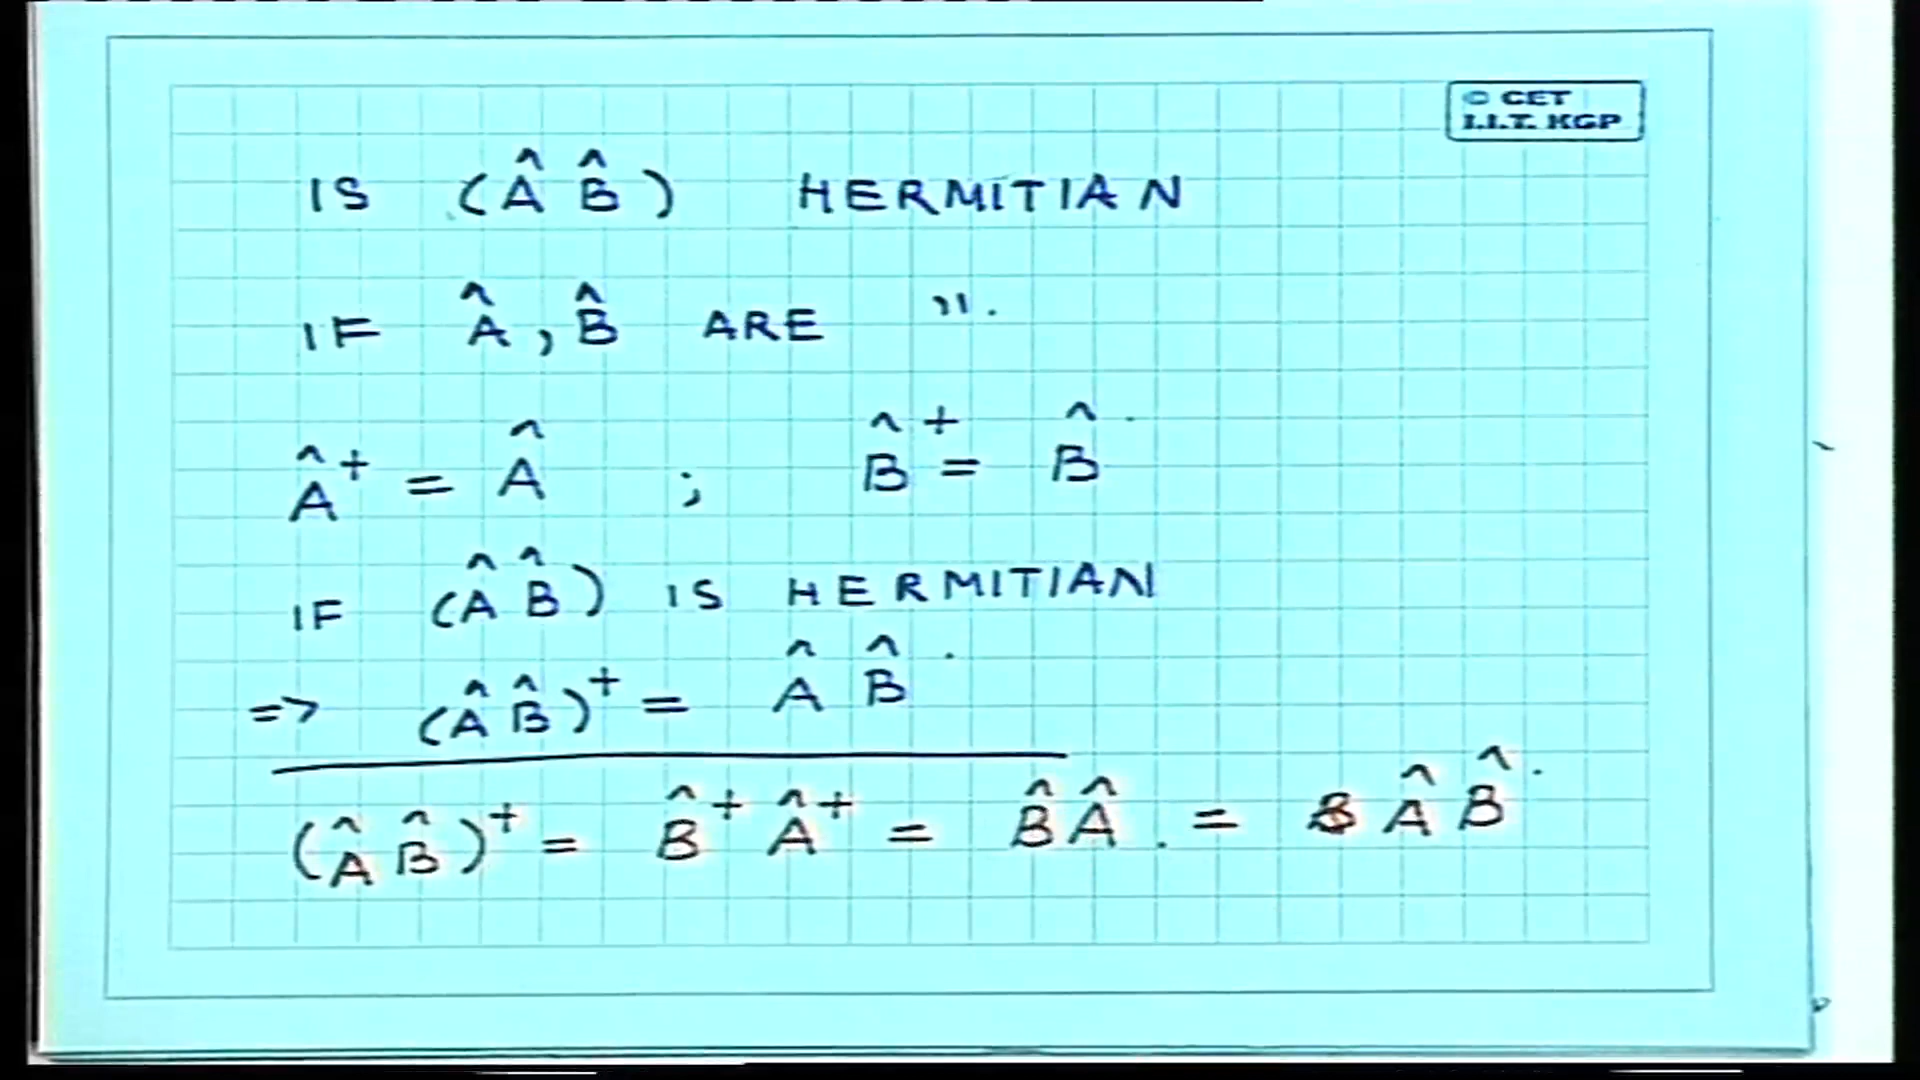 © CET
I.I.T. KGP
IS (Â B̂) HERMITIAN
IF Â, B̂ ARE ".
Â⁺ = Â ; B̂⁺ = B̂.
IF (Â B̂) IS HERMITIAN
=> (Â B̂)⁺ = Â B̂.
(Â B̂)⁺ = B̂⁺ Â⁺ = B̂ Â. = Â B̂.